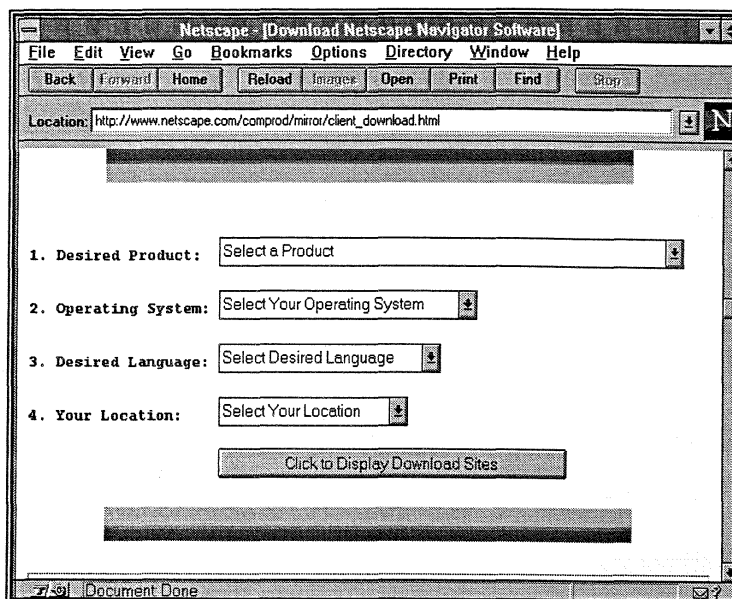 Netscape - [Download Netscape Navigator Software]
File Edit View Go Bookmarks Options Directory Window Help
Back Forward Home Reload Images Open Print Find Stop
Location: http://www.netscape.com/comprod/mirror/client_download.html
N
1. Desired Product: Select a Product
2. Operating System: Select Your Operating System
3. Desired Language: Select Desired Language
4. Your Location: Select Your Location
Click to Display Download Sites
Document Done
?